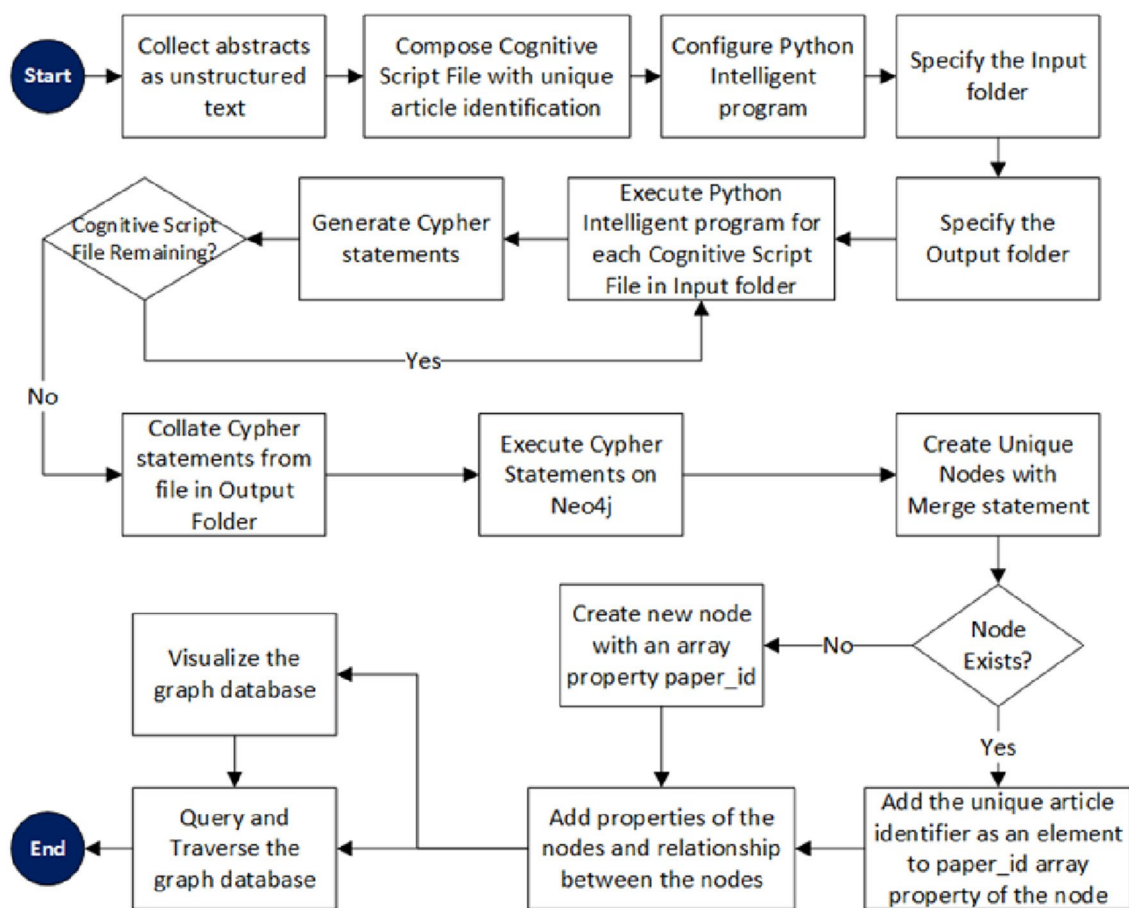 Start
Collect abstracts
as unstructured
text
Compose Cognitive
Script File with unique
article identification
Configure Python
Intelligent
program
Specify the Input
folder
Cognitive Script
File Remaining?
Generate Cypher
statements
Execute Python
Intelligent program for
each Cognitive Script
File in Input folder
Specify the
Output folder
Yes
No
Collate Cypher
statements from
file in Output
Folder
Execute Cypher
Statements on
Neo4j
Create Unique
Nodes with
Merge statement
Visualize the
graph database
Create new node
with an array
property paper_id
No
Node
Exists?
Yes
End
Query and
Traverse the
graph database
Add properties of the
nodes and relationship
between the nodes
Add the unique article
identifier as an element
to paper_id array
property of the node